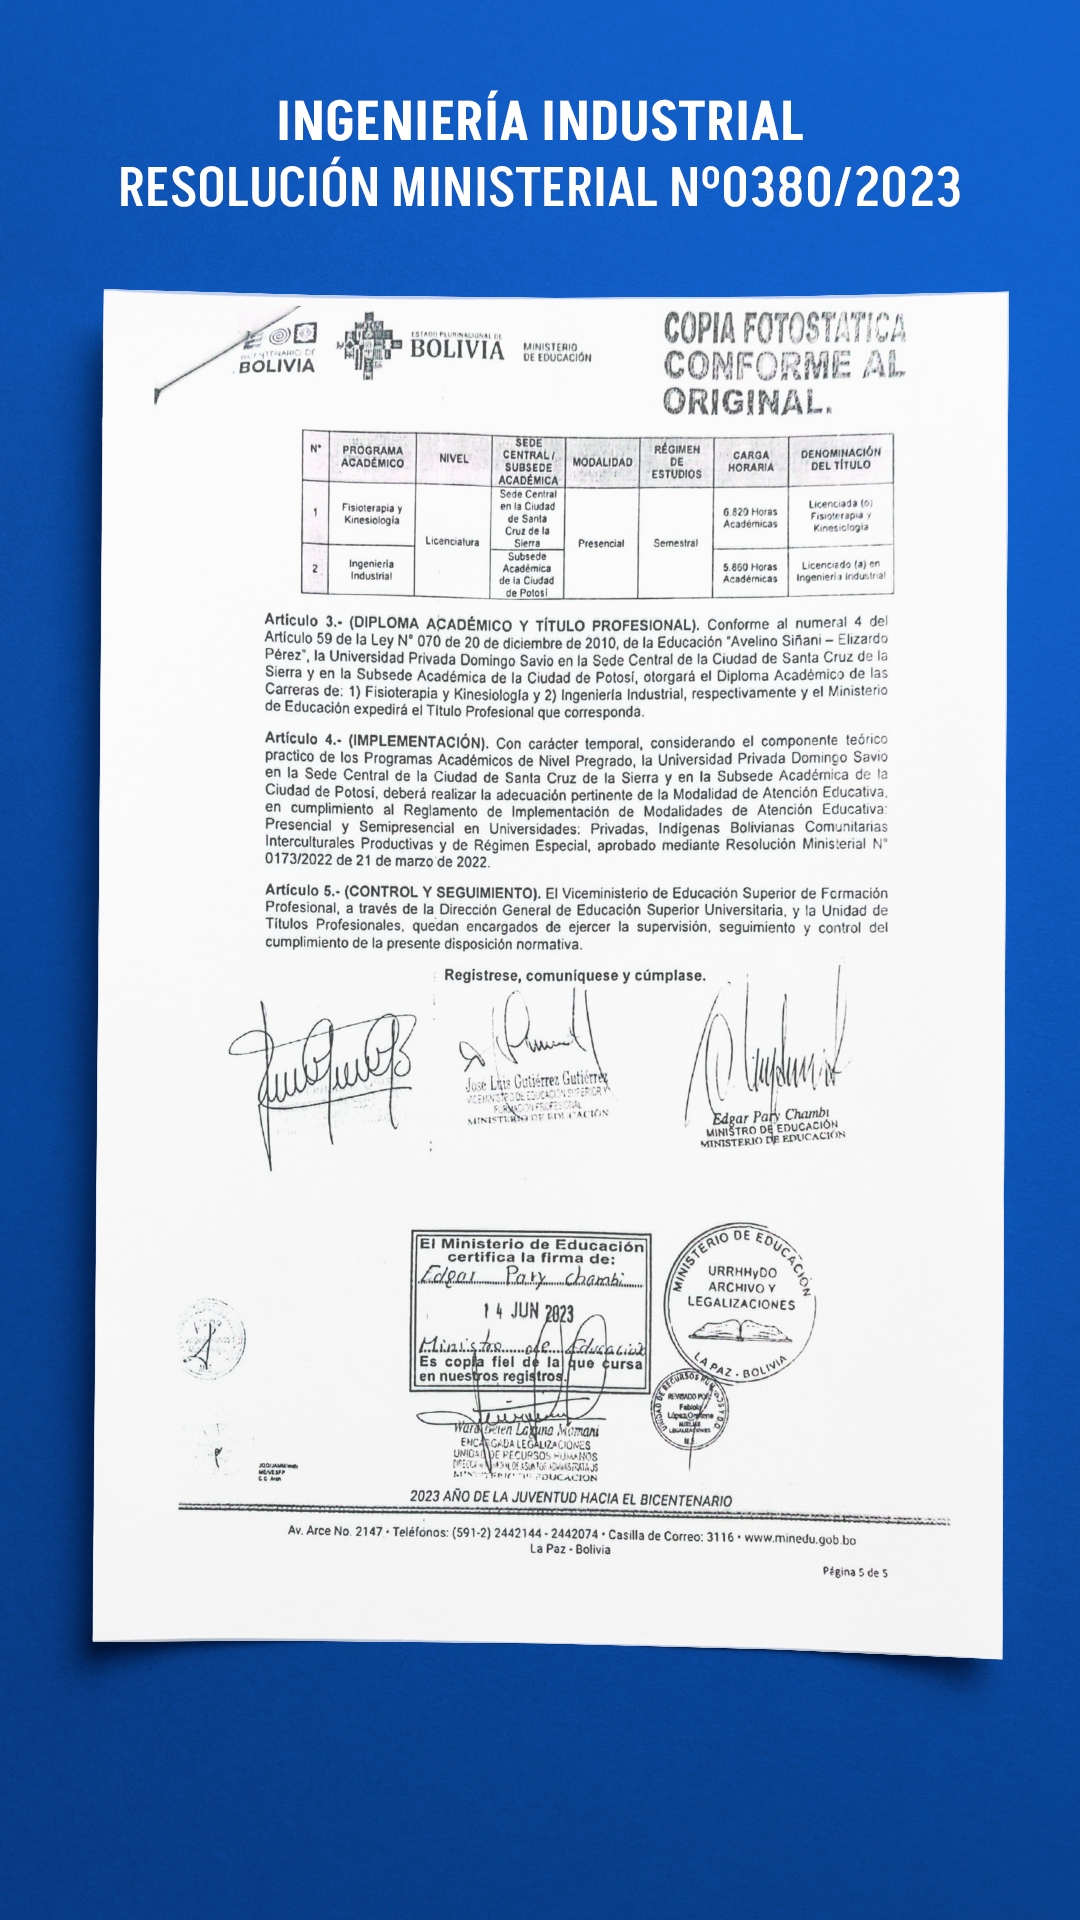 INGENIERÍA INDUSTRIAL
RESOLUCIÓN MINISTERIAL Nº0380/2023
BICENTENARIO DE
BOLIVIA
ESTADO PLURINACIONAL DE
BOLIVIA
MINISTERIO
DE EDUCACIÓN
COPIA FOTOSTATICA
CONFORME AL
ORIGINAL.
N° PROGRAMA ACADÉMICO NIVEL SEDE CENTRAL / SUBSEDE ACADÉMICA MODALIDAD RÉGIMEN DE ESTUDIOS CARGA HORARIA DENOMINACIÓN DEL TÍTULO
1 Fisioterapia y Kinesiología Licenciatura Sede Central en la Ciudad de Santa Cruz de la Sierra Presencial Semestral 6.820 Horas Académicas Licenciada (o) Fisioterapia y Kinesiología
2 Ingeniería Industrial Subsede Académica de la Ciudad de Potosí 5.860 Horas Académicas Licenciado (a) en Ingeniería Industrial
Artículo 3.- (DIPLOMA ACADÉMICO Y TÍTULO PROFESIONAL). Conforme al numeral 4 del
Artículo 59 de la Ley N° 070 de 20 de diciembre de 2010, de la Educación "Avelino Siñani – Elizardo
Pérez", la Universidad Privada Domingo Savio en la Sede Central de la Ciudad de Santa Cruz de la
Sierra y en la Subsede Académica de la Ciudad de Potosí, otorgará el Diploma Académico de las
Carreras de: 1) Fisioterapia y Kinesiología y 2) Ingeniería Industrial, respectivamente y el Ministerio
de Educación expedirá el Título Profesional que corresponda.
Artículo 4.- (IMPLEMENTACIÓN). Con carácter temporal, considerando el componente teórico
practico de los Programas Académicos de Nivel Pregrado, la Universidad Privada Domingo Savio
en la Sede Central de la Ciudad de Santa Cruz de la Sierra y en la Subsede Académica de la
Ciudad de Potosí, deberá realizar la adecuación pertinente de la Modalidad de Atención Educativa,
en cumplimiento al Reglamento de Implementación de Modalidades de Atención Educativa:
Presencial y Semipresencial en Universidades: Privadas, Indígenas Bolivianas Comunitarias
Interculturales Productivas y de Régimen Especial, aprobado mediante Resolución Ministerial N°
0173/2022 de 21 de marzo de 2022.
Artículo 5.- (CONTROL Y SEGUIMIENTO). El Viceministerio de Educación Superior de Formación
Profesional, a través de la Dirección General de Educación Superior Universitaria, y la Unidad de
Títulos Profesionales, quedan encargados de ejercer la supervisión, seguimiento y control del
cumplimiento de la presente disposición normativa.
Regístrese, comuníquese y cúmplase.
Jose Luis Gutiérrez Gutiérrez
VICEMINISTRO DE EDUCACIÓN SUPERIOR Y
FORMACIÓN PROFESIONAL
MINISTERIO DE EDUCACIÓN
Edgar Pary Chambi
MINISTRO DE EDUCACIÓN
MINISTERIO DE EDUCACIÓN
El Ministerio de Educación
certifica la firma de:
Edgar Pary Chambi
14 JUN 2023
Ministro de Educación
Es copia fiel de la que cursa
en nuestros registros.
MINISTERIO DE EDUCACIÓN
URRHHyDO
ARCHIVO Y
LEGALIZACIONES
LA PAZ - BOLIVIA
UNIDAD DE RECURSOS HUMANOS Y D.O.
REVISADO POR:
Fabiola
LEGALIZACIONES
Mamani
ENCARGADA LEGALIZACIONES
UNIDAD DE RECURSOS HUMANOS
MINISTERIO DE EDUCACION
2023 AÑO DE LA JUVENTUD HACIA EL BICENTENARIO
Av. Arce No. 2147 • Teléfonos: (591-2) 2442144 - 2442074 • Casilla de Correo: 3116 • www.minedu.gob.bo
La Paz - Bolivia
Página 5 de 5